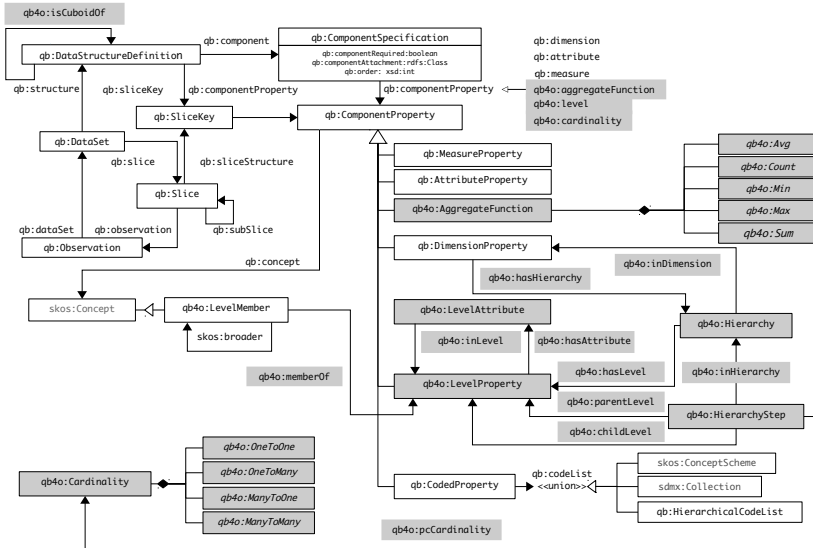 qb4o:isCuboidOf
qb:DataStructureDefinition
qb:component
qb:ComponentSpecification
qb:componentRequired:boolean
qb:componentAttachment:rdfs:Class
qb:order: xsd:int
qb:dimension
qb:attribute
qb:measure
qb4o:aggregateFunction
qb4o:level
qb4o:cardinality
qb:structure
qb:sliceKey
qb:componentProperty
qb:componentProperty
qb:SliceKey
qb:ComponentProperty
qb:DataSet
qb:slice
qb:sliceStructure
qb:MeasureProperty
qb:AttributeProperty
qb4o:AggregateFunction
qb4o:Avg
qb4o:Count
qb4o:Min
qb4o:Max
qb4o:Sum
qb:Slice
qb:subSlice
qb:dataSet
qb:observation
qb:Observation
qb:concept
qb:DimensionProperty
qb4o:hasHierarchy
qb4o:inDimension
skos:Concept
qb4o:LevelMember
skos:broader
qb4o:LevelAttribute
qb4o:inLevel
qb4o:hasAttribute
qb4o:Hierarchy
qb4o:memberOf
qb4o:LevelProperty
qb4o:hasLevel
qb4o:inHierarchy
qb4o:parentLevel
qb4o:childLevel
qb4o:HierarchyStep
qb4o:Cardinality
qb4o:OneToOne
qb4o:OneToMany
qb4o:ManyToOne
qb4o:ManyToMany
qb:CodedProperty
qb:codeList
<<union>>
skos:ConceptScheme
sdmx:Collection
qb:HierarchicalCodeList
qb4o:pcCardinality